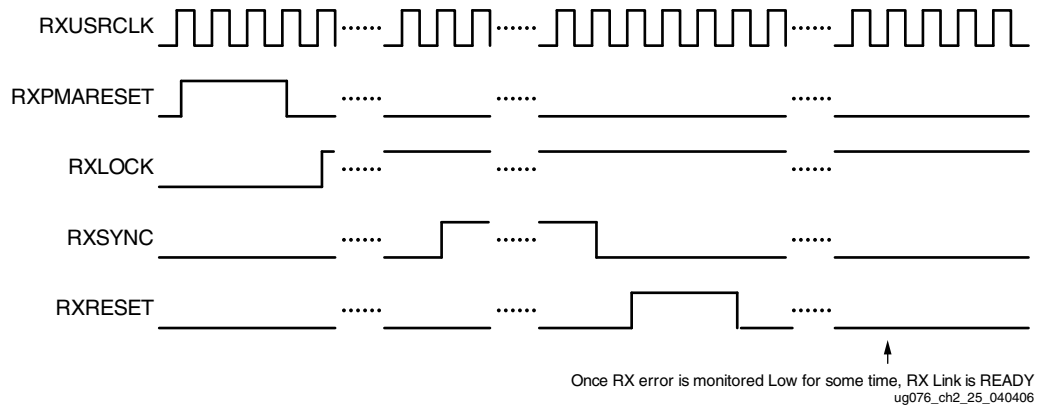 RXUSRCLK
RXPMARESET
RXLOCK
RXSYNC
RXRESET
Once RX error is monitored Low for some time, RX Link is READY
ug076_ch2_25_040406